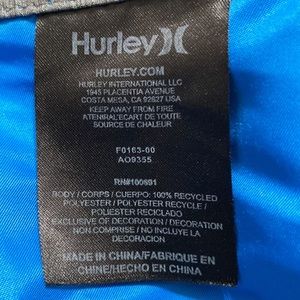 Hurley
HURLEY.COM
HURLEY INTERNATIONAL LLC
1945 PLACENTIA AVENUE
COSTA MESA, CA 92627 USA
KEEP AWAY FROM FIRE
ATENIR A L'ECART DE TOUTE
SOURCE DE CHALEUR
F0163-00
AO9355
RN#100691
BODY / CORPS / CUERPO: 100% RECYCLED
POLYESTER / POLYESTER RECYCLE /
POLIESTER RECICLADO
EXCLUSIVE OF DECORATION / DECORATION
NON COMPRISE / NO INCLUYE LA
DECORACION
MADE IN CHINA/FABRIQUE EN
CHINE/HECHO EN CHINA